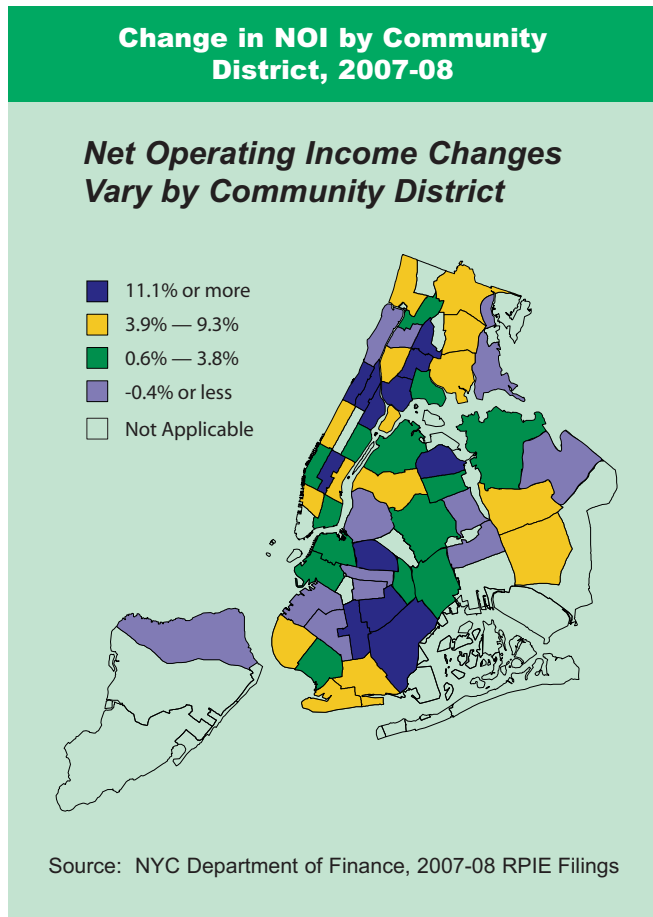 Change in NOI by Community
District, 2007-08
Net Operating Income Changes
Vary by Community District
11.1% or more
3.9% — 9.3%
0.6% — 3.8%
-0.4% or less
Not Applicable
Source: NYC Department of Finance, 2007-08 RPIE Filings